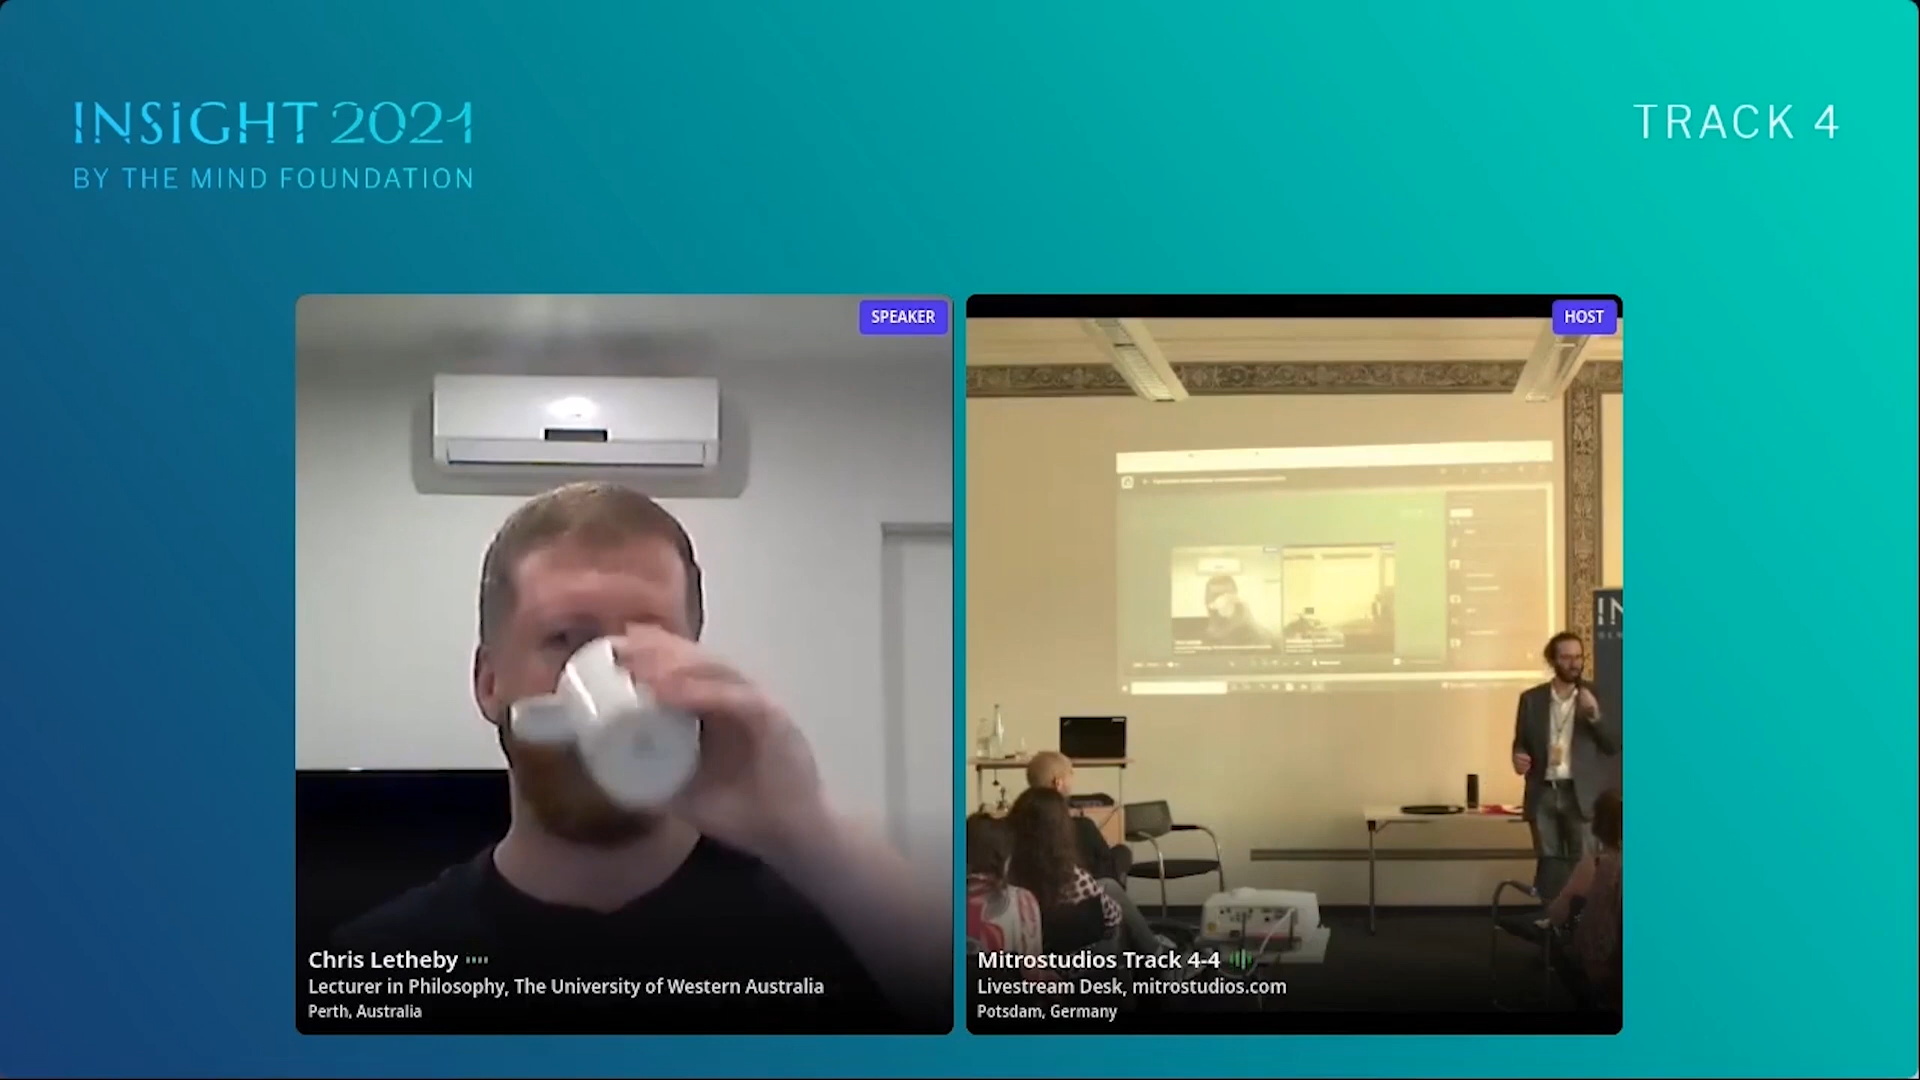 INSIGHT 2021
BY THE MIND FOUNDATION
TRACK 4
SPEAKER
HOST
Chris Letheby
Lecturer in Philosophy, The University of Western Australia
Perth, Australia
Mitrostudios Track 4-4
Livestream Desk, mitrostudios.com
Potsdam, Germany
IN